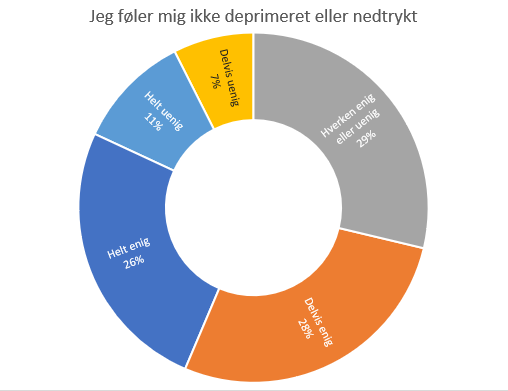 Jeg føler mig ikke deprimeret eller nedtrykt
Delvis uenig
7%
Hverken enig
eller uenig
29%
Helt uenig
11%
Helt enig
26%
Delvis enig
28%